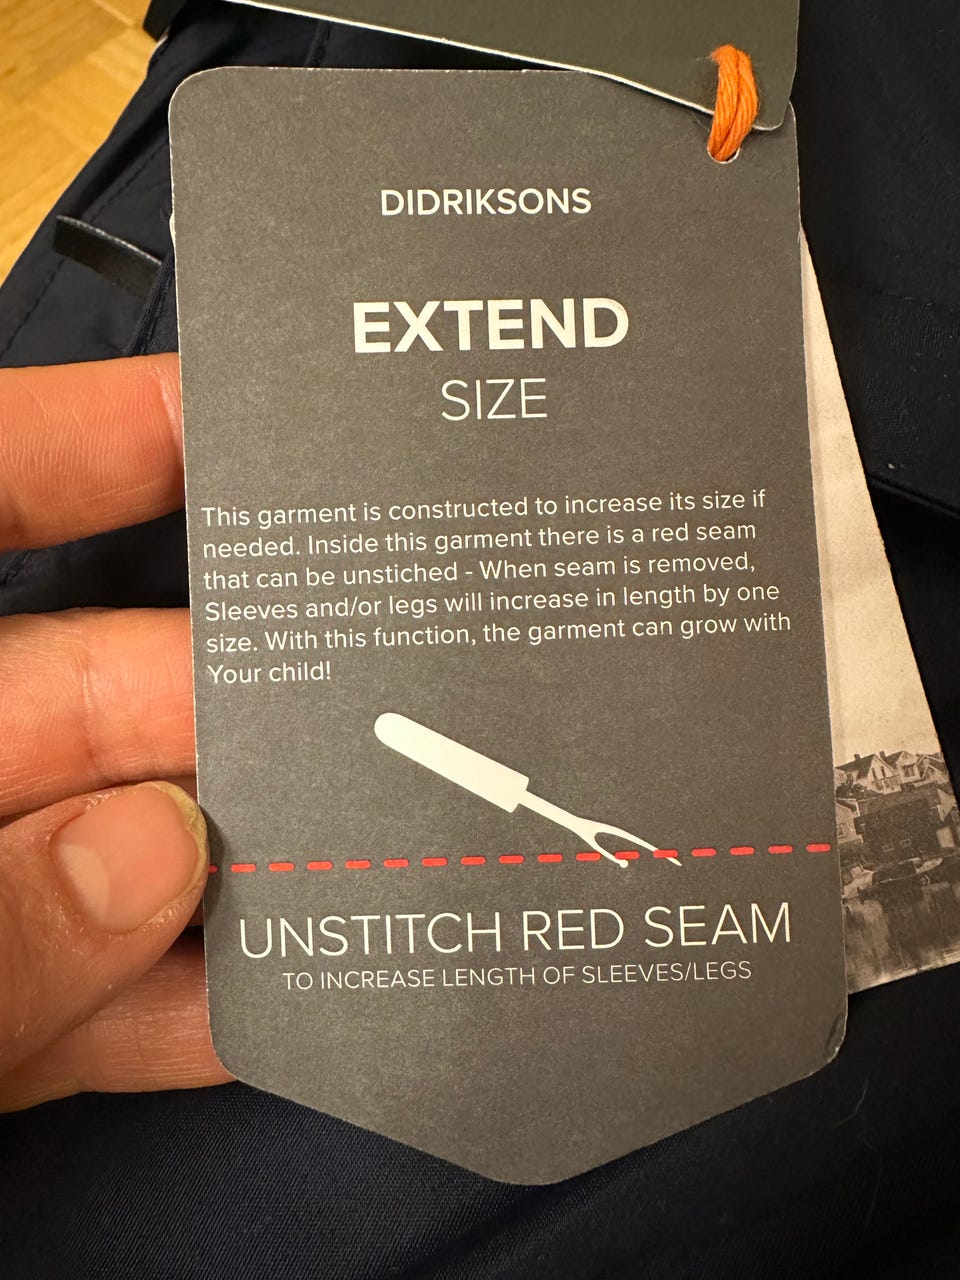 DIDRIKSONS
EXTEND
SIZE
This garment is constructed to increase its size if
needed. Inside this garment there is a red seam
that can be unstiched - When seam is removed,
Sleeves and/or legs will increase in length by one
size. With this function, the garment can grow with
Your child!
UNSTITCH RED SEAM
TO INCREASE LENGTH OF SLEEVES/LEGS